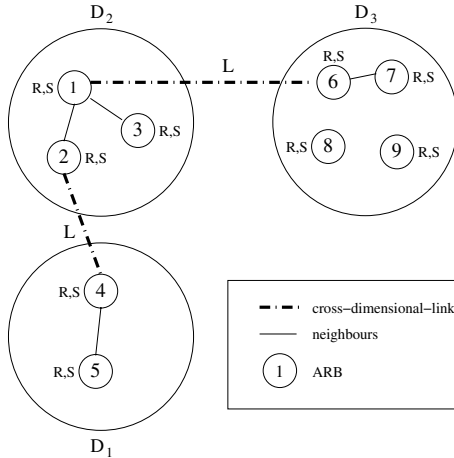 D2 D3
L
R,S 1 R,S 6 7 R,S
3 R,S
2 R,S
R,S 8 9 R,S
L
R,S 4
R,S 5
D1
cross-dimensional-link
neighbours
1 ARB